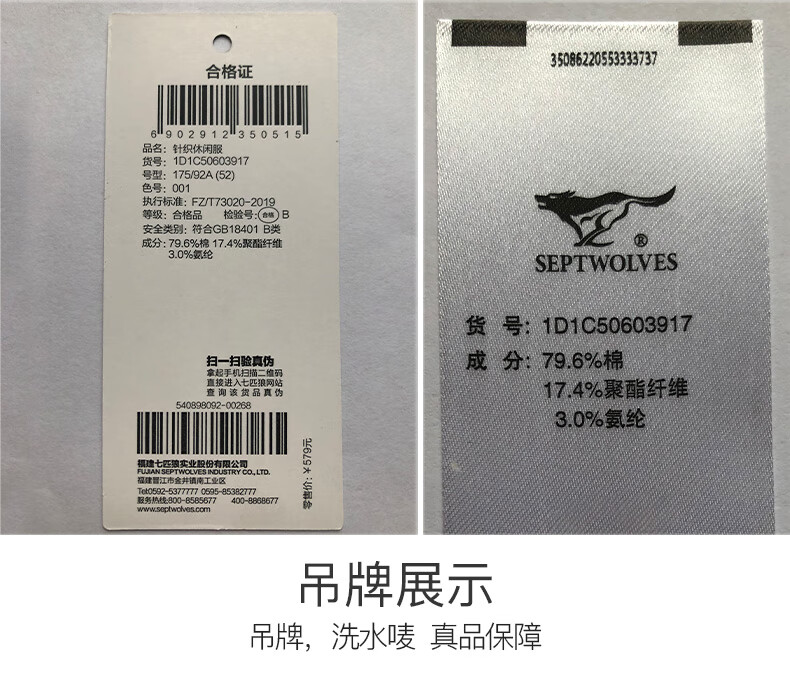 合格证
6902912350515
品名：针织休闲服
货号：1D1C50603917
号型：175/92A (52)
色号：001
执行标准：FZ/T73020-2019
等级：合格品 检验号：合格 B
安全类别：符合GB18401 B类
成分：79.6%棉 17.4%聚酯纤维
3.0%氨纶
扫一扫验真伪
拿起手机扫描二维码
直接进入七匹狼网站
查询该货品真伪
540898092-00268
福建七匹狼实业股份有限公司
FUJIAN SEPTWOLVES INDUSTRY CO., LTD.
福建晋江市金井镇南工业区
Tel:0592-5377777 0595-85382777
服务热线:800-8585677 400-8868677
www.septwolves.com
零售价：￥579元
35086220553333737
®
SEPTWOLVES
货 号：1D1C50603917
成 分：79.6%棉
17.4%聚酯纤维
3.0%氨纶
吊牌展示
吊牌，洗水唛 真品保障